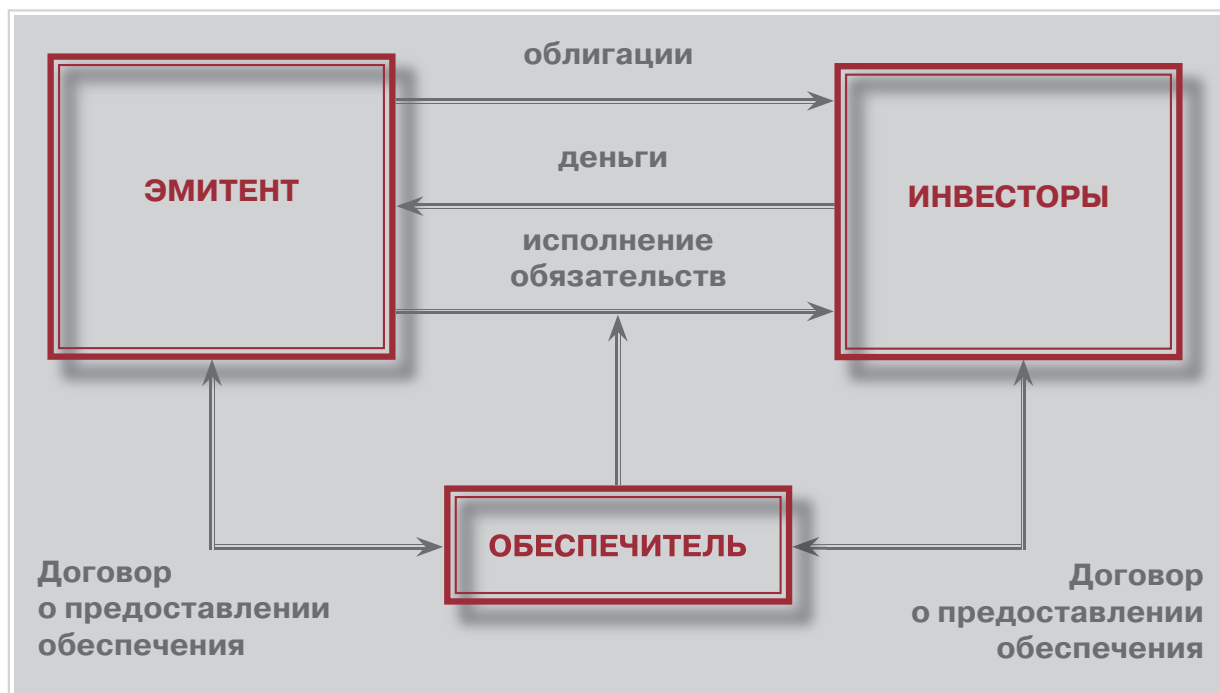 облигации
деньги
ЭМИТЕНТ
ИНВЕСТОРЫ
исполнение
обязательств
ОБЕСПЕЧИТЕЛЬ
Договор
о предоставлении
обеспечения
Договор
о предоставлении
обеспечения